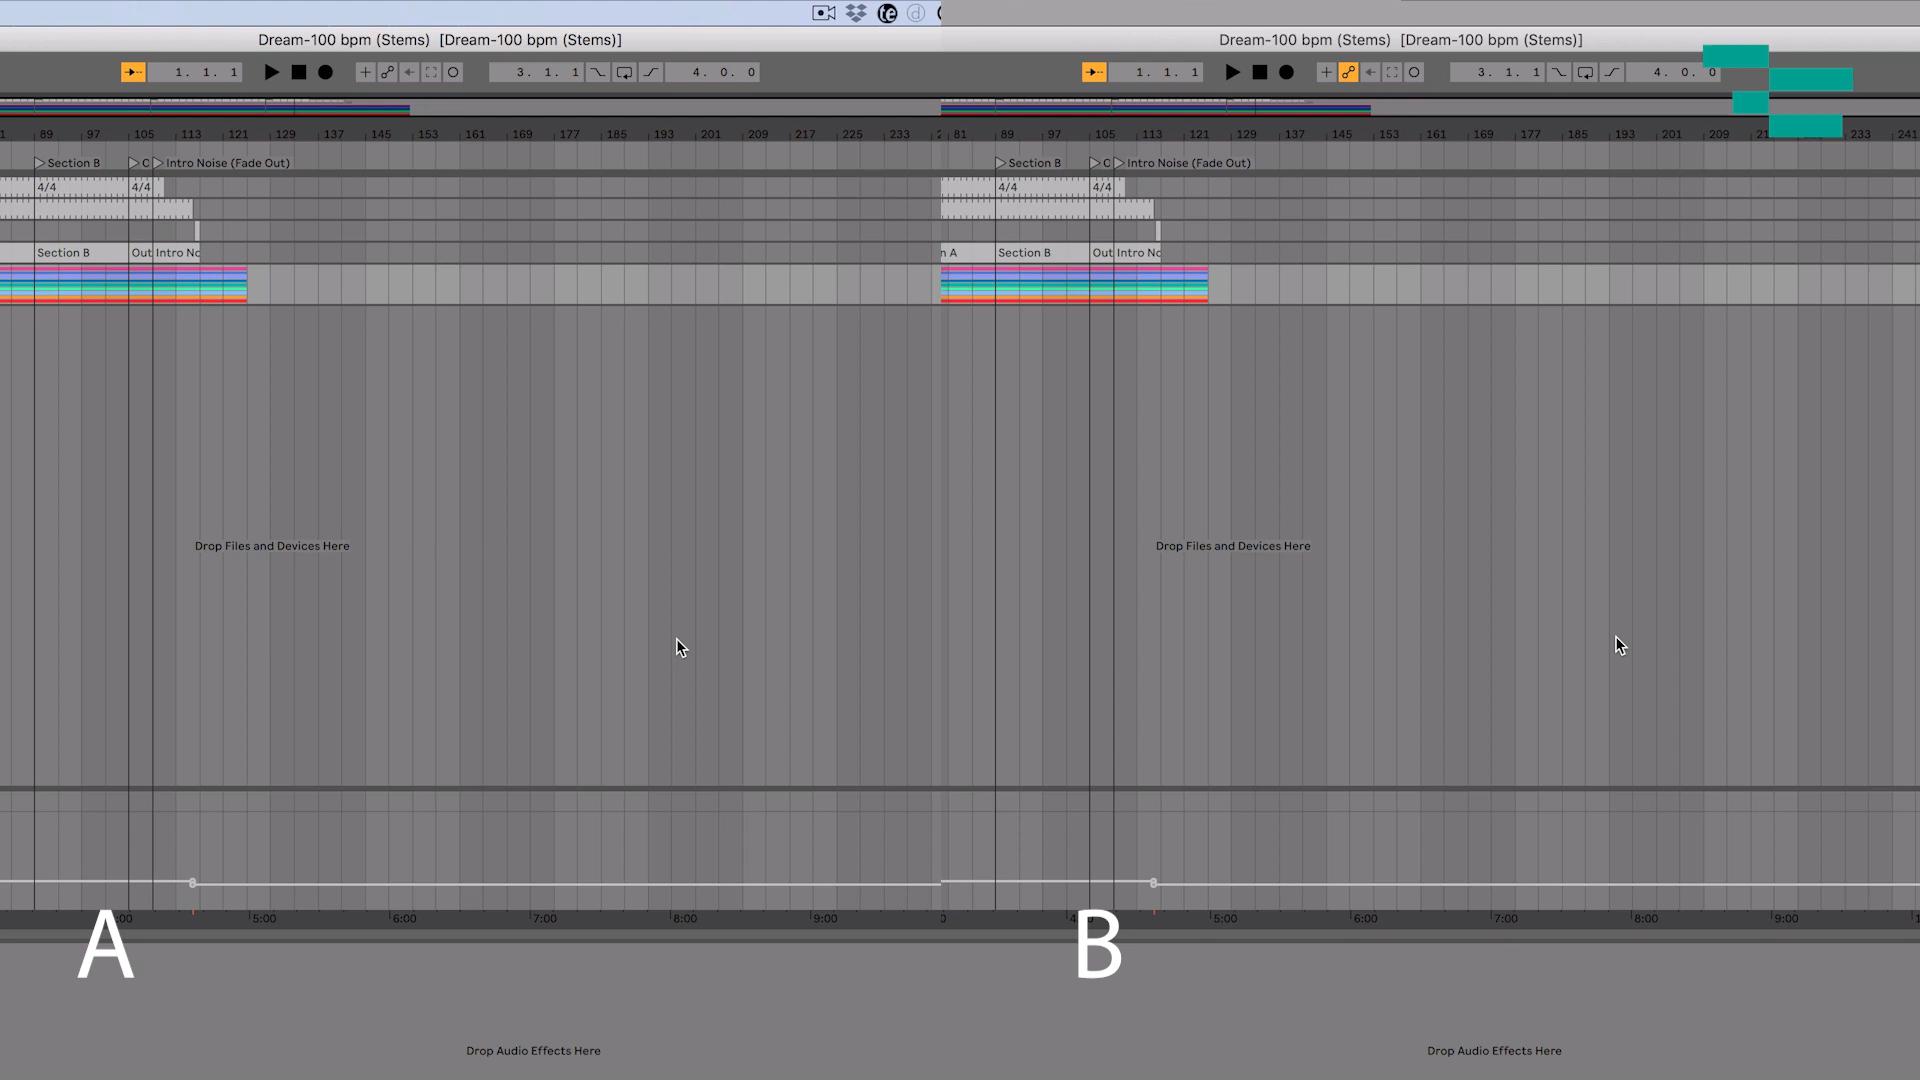 te d
Dream-100 bpm (Stems) [Dream-100 bpm (Stems)]
Dream-100 bpm (Stems) [Dream-100 bpm (Stems)]
1. 1. 1
3. 1. 1
4. 0. 0
1. 1. 1
3. 1. 1
4. 0. 0
89 97 105 113 121 129 137 145 153 161 169 177 185 193 201 209 217 225 233
81 89 97 105 113 121 129 137 145 153 161 169 177 185 193 201 209 233 241
Section B C Intro Noise (Fade Out)
Section B C Intro Noise (Fade Out)
4/4 4/4
4/4 4/4
Section B Out Intro No
n A Section B Out Intro No
Drop Files and Devices Here
Drop Files and Devices Here
:00 5:00 6:00 7:00 8:00 9:00
5:00 6:00 7:00 8:00 9:00
A
B
Drop Audio Effects Here
Drop Audio Effects Here